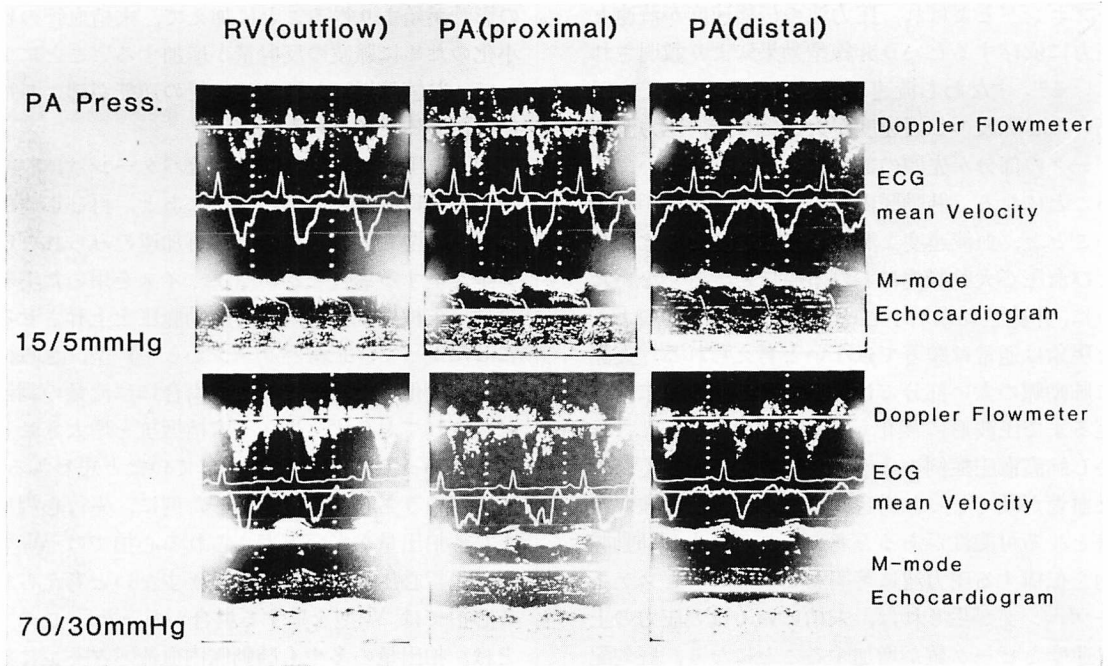 RV(outflow) PA(proximal) PA(distal)
PA Press.
Doppler Flowmeter
ECG
mean Velocity
M-mode
Echocardiogram
15/5mmHg
Doppler Flowmeter
ECG
mean Velocity
M-mode
Echocardiogram
70/30mmHg